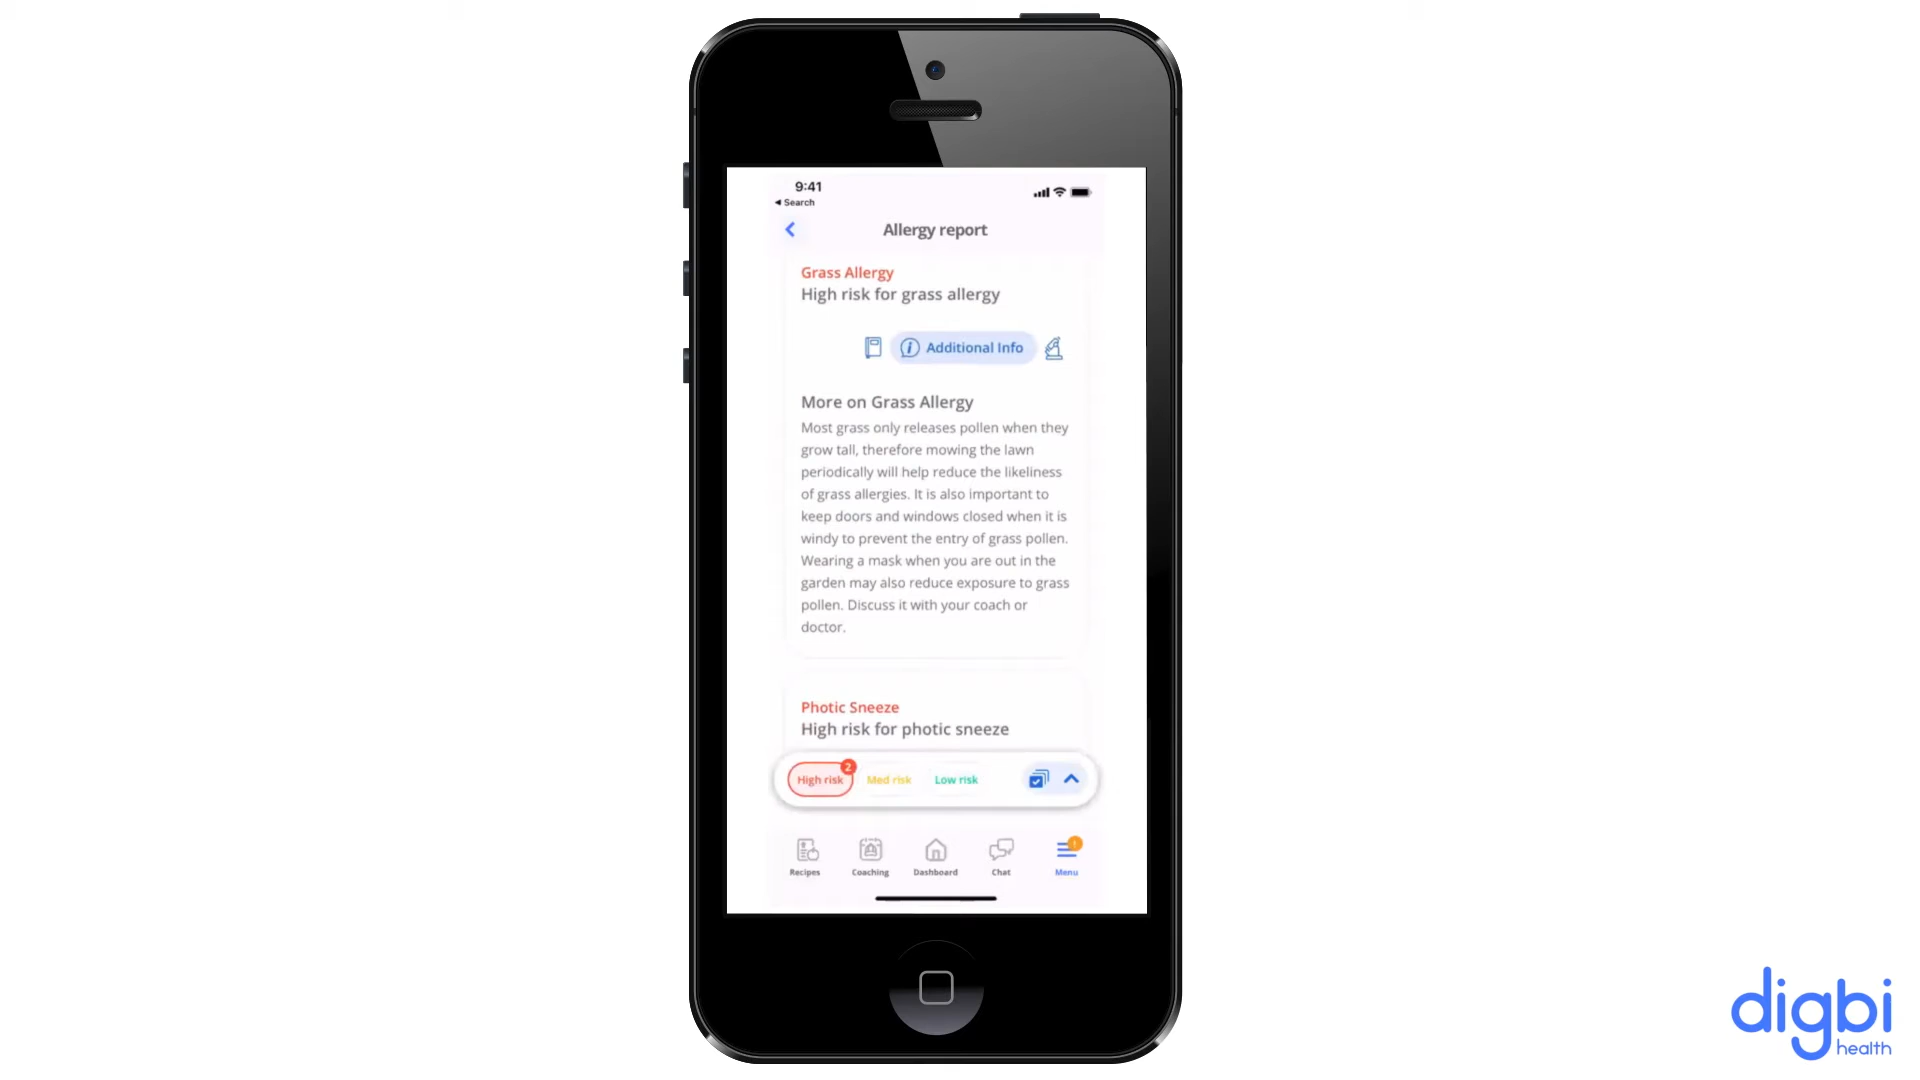 9:41
Search
Allergy report
Grass Allergy
High risk for grass allergy
Additional Info
More on Grass Allergy
Most grass only releases pollen when they
grow tall, therefore mowing the lawn
periodically will help reduce the likeliness
of grass allergies. It is also important to
keep doors and windows closed when it is
windy to prevent the entry of grass pollen.
Wearing a mask when you are out in the
garden may also reduce exposure to grass
pollen. Discuss it with your coach or
doctor.
Photic Sneeze
High risk for photic sneeze
High risk 2 Med risk Low risk
Recipes Coaching Dashboard Chat Menu
digbi
health